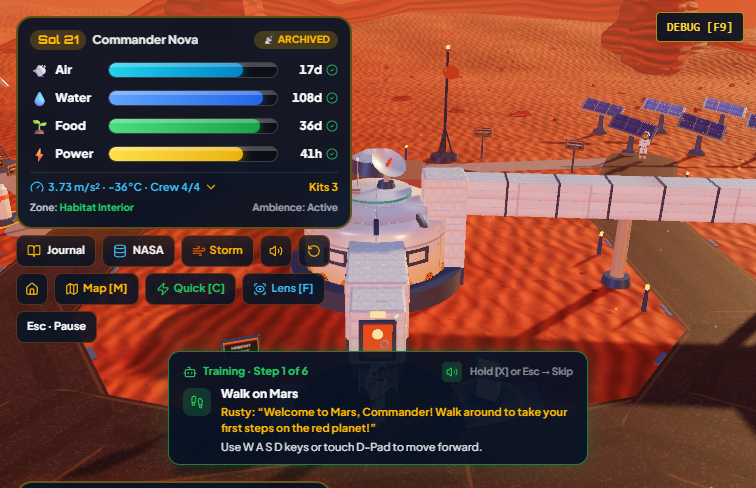 Sol 21 Commander Nova ARCHIVED
Air 17d
Water 108d
Food 36d
Power 41h
3.73 m/s² · -36°C · Crew 4/4 Kits 3
Zone: Habitat Interior Ambience: Active
DEBUG [F9]
Journal NASA Storm
Map [M] Quick [C] Lens [F]
Esc · Pause
Training · Step 1 of 6 Hold [X] or Esc → Skip
Walk on Mars
Rusty: “Welcome to Mars, Commander! Walk around to take your
first steps on the red planet!”
Use W A S D keys or touch D-Pad to move forward.